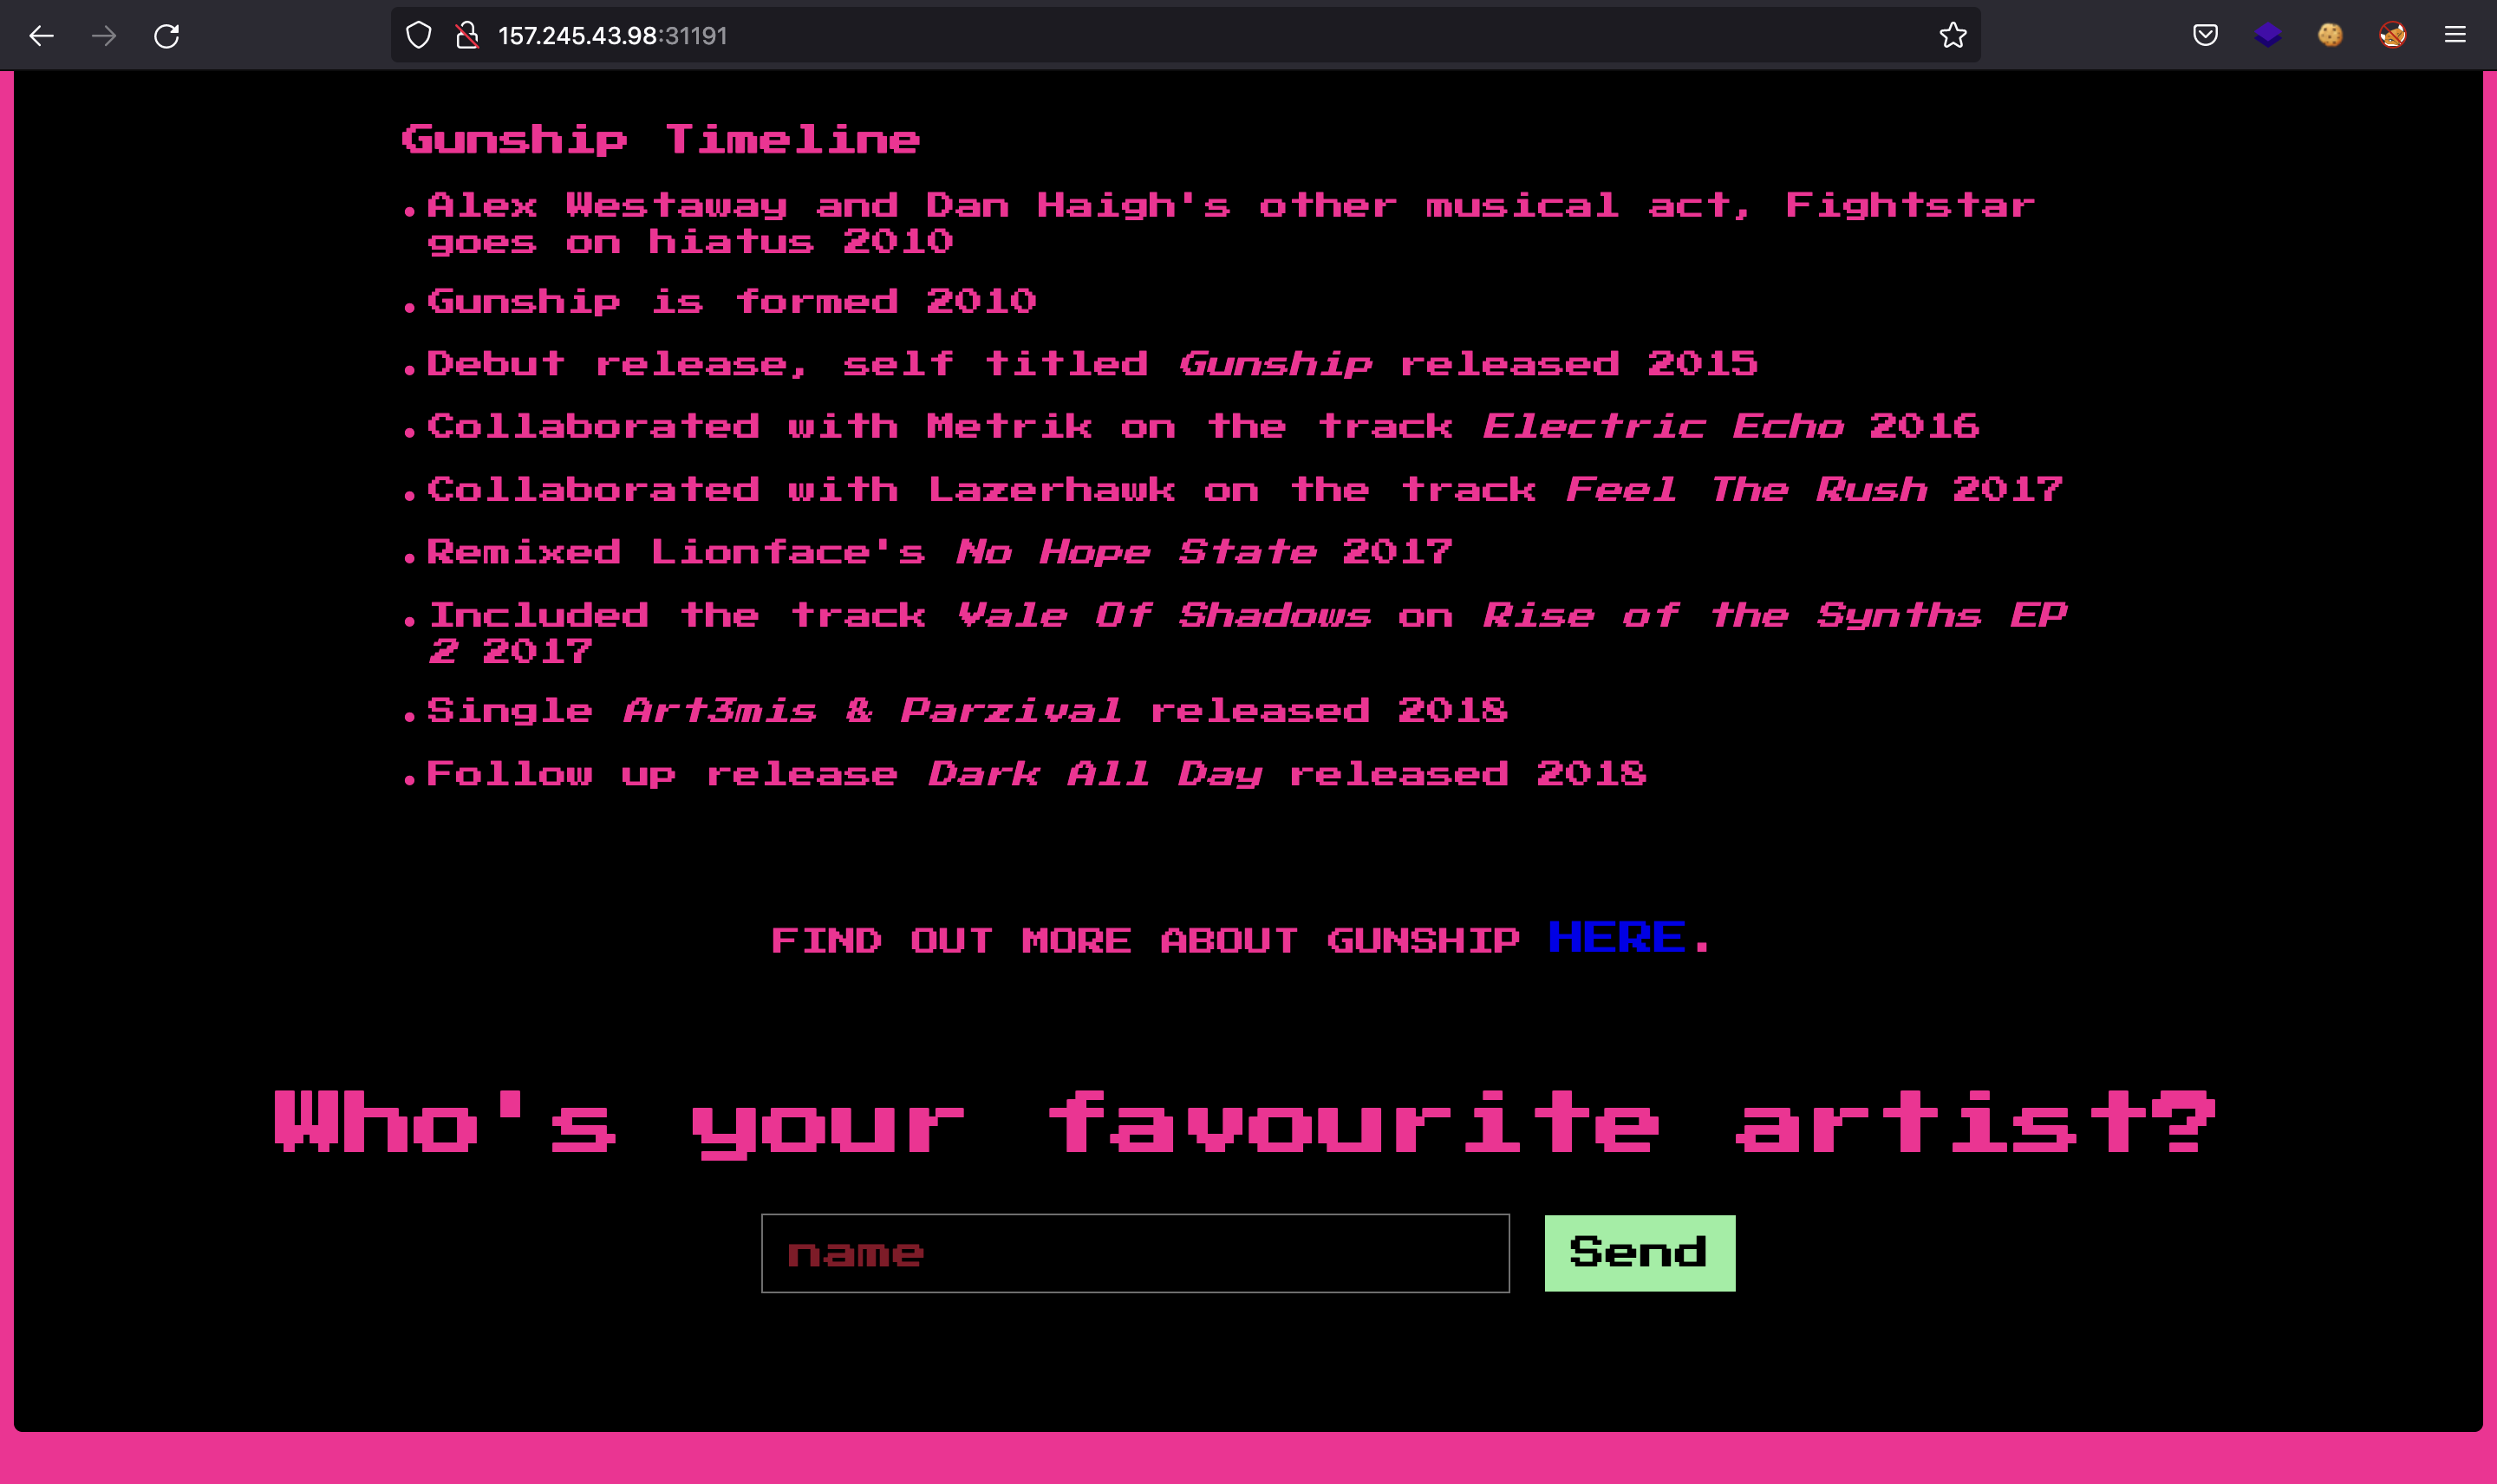 157.245.43.98:31191
Gunship Timeline
• Alex Westaway and Dan Haigh's other musical act, Fightstar
goes on hiatus 2010
• Gunship is formed 2010
• Debut release, self titled Gunship released 2015
• Collaborated with Metrik on the track Electric Echo 2016
• Collaborated with Lazerhawk on the track Feel The Rush 2017
• Remixed Lionface's No Hope State 2017
• Included the track Vale Of Shadows on Rise of the Synths EP
2 2017
• Single Art3mis & Parzival released 2018
• Follow up release Dark All Day released 2018
FIND OUT MORE ABOUT GUNSHIP HERE.
Who's your favourite artist?
name Send